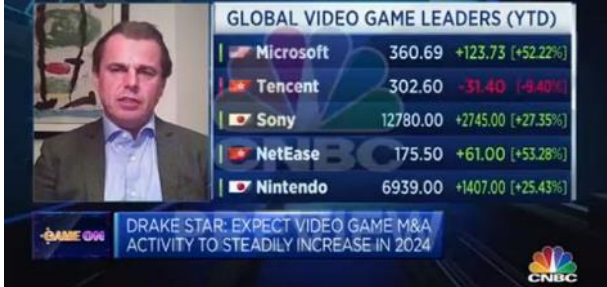 GLOBAL VIDEO GAME LEADERS (YTD)
Microsoft 360.69 +123.73 [+52.22%]
Tencent 302.60 -31.40 [-9.40%]
Sony 12780.00 +2745.00 [+27.35%]
NetEase 175.50 +61.00 [+53.28%]
Nintendo 6939.00 +1407.00 [+25.43%]
CNBC
GAME ON
DRAKE STAR: EXPECT VIDEO GAME M&A
ACTIVITY TO STEADILY INCREASE IN 2024
CNBC